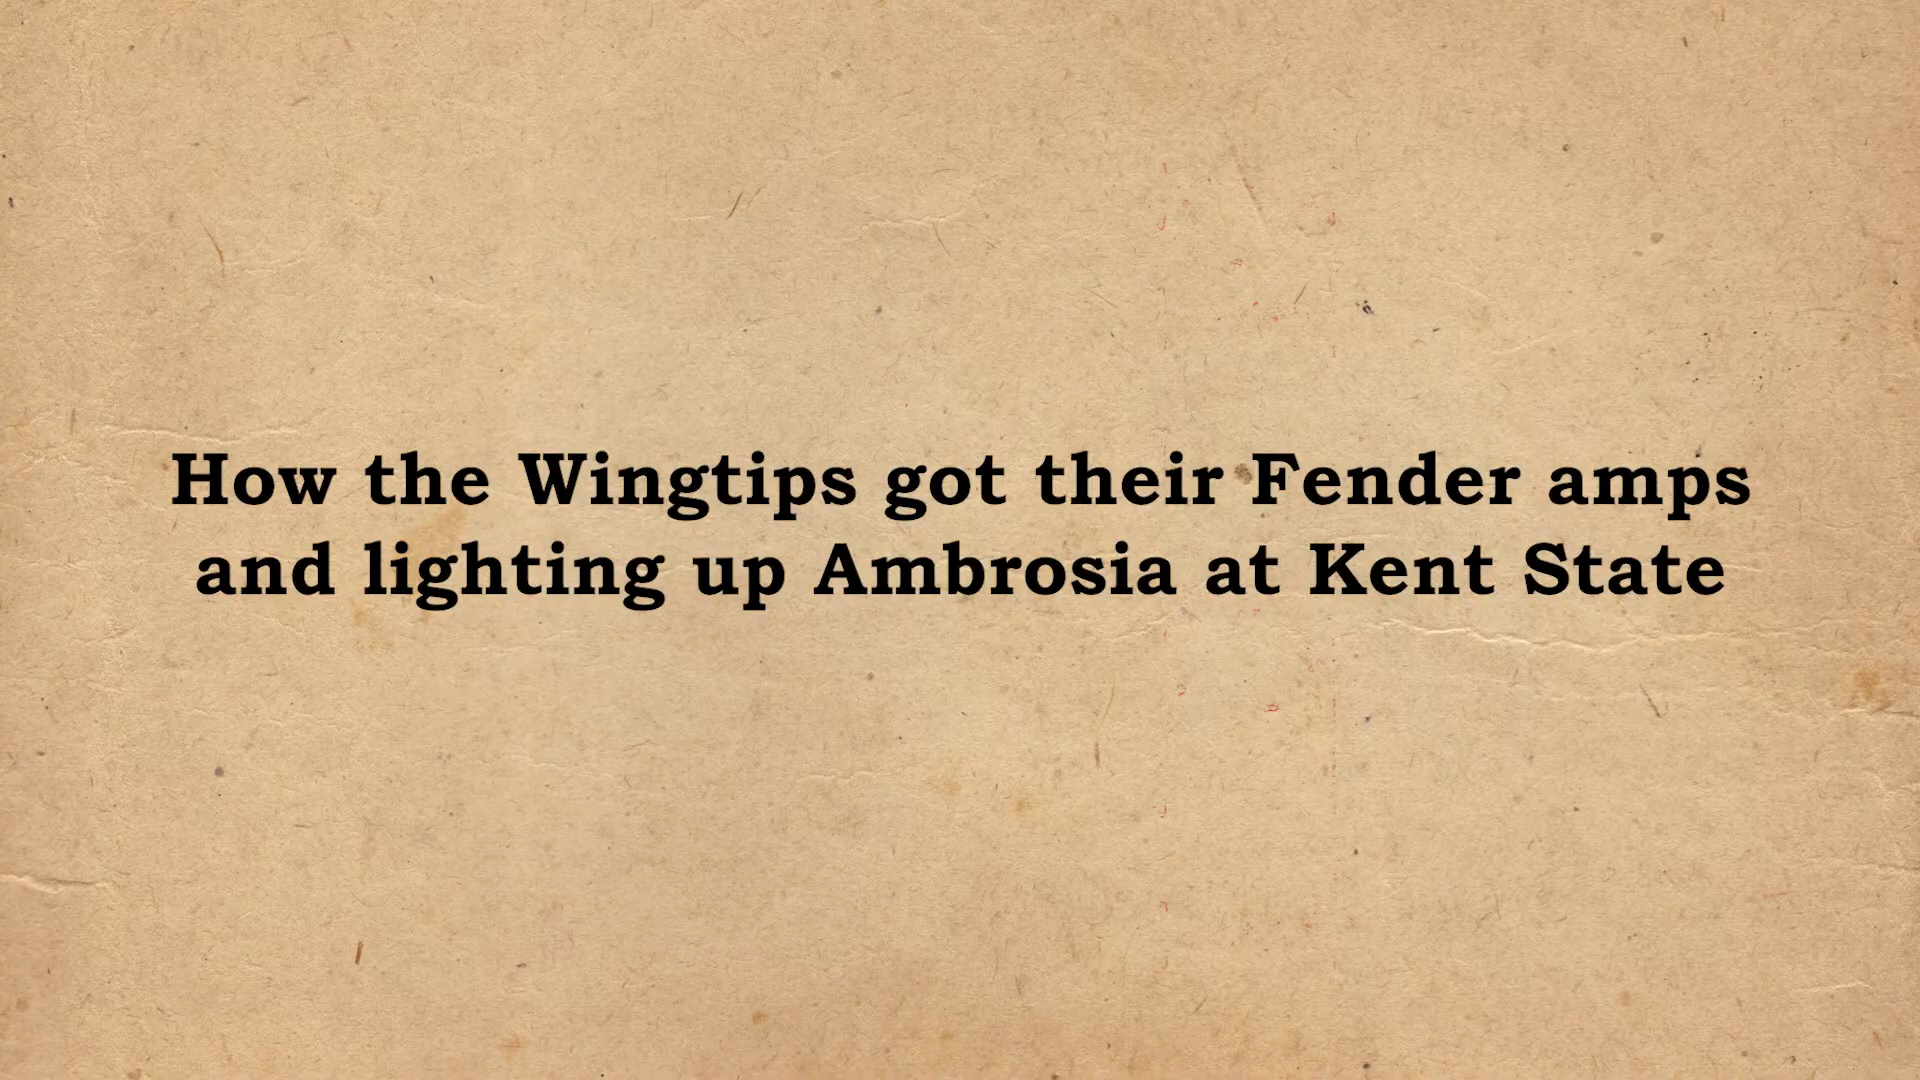 How the Wingtips got their Fender amps
and lighting up Ambrosia at Kent State